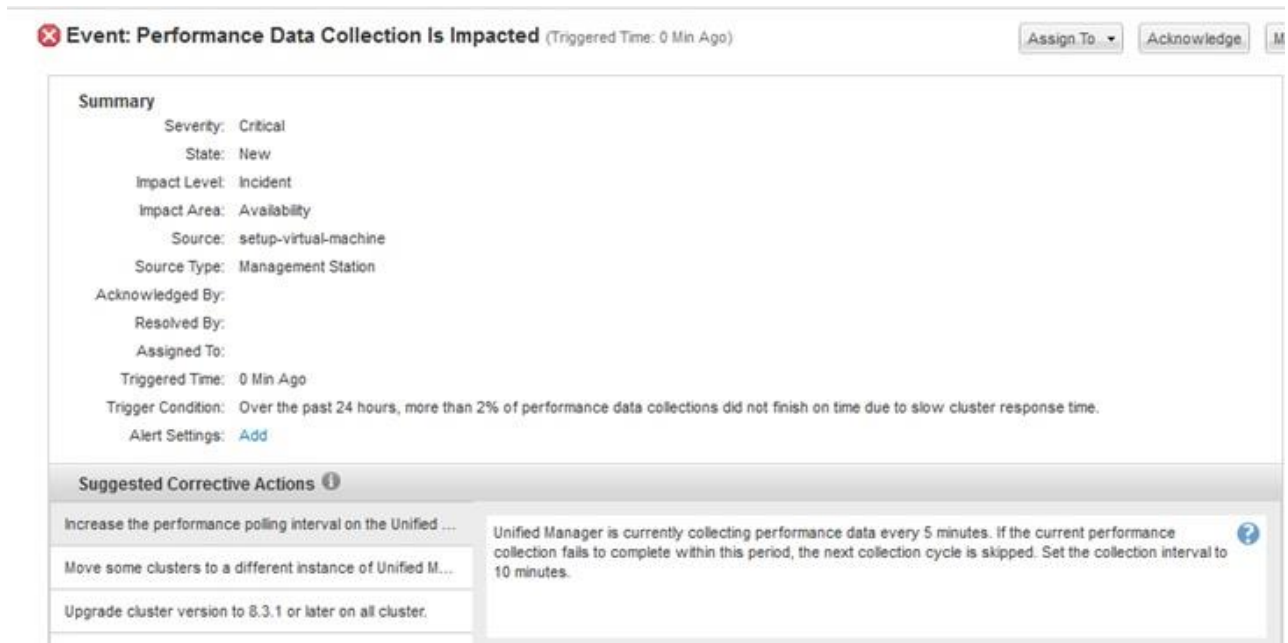 Event: Performance Data Collection Is Impacted (Triggered Time: 0 Min Ago)
Assign To
Acknowledge
M
Summary
Severity: Critical
State: New
Impact Level: Incident
Impact Area: Availability
Source: setup-virtual-machine
Source Type: Management Station
Acknowledged By:
Resolved By:
Assigned To:
Triggered Time: 0 Min Ago
Trigger Condition: Over the past 24 hours, more than 2% of performance data collections did not finish on time due to slow cluster response time.
Alert Settings: Add
Suggested Corrective Actions
Increase the performance polling interval on the Unified ...
Move some clusters to a different instance of Unified M...
Upgrade cluster version to 8.3.1 or later on all cluster.
Unified Manager is currently collecting performance data every 5 minutes. If the current performance
collection fails to complete within this period, the next collection cycle is skipped. Set the collection interval to
10 minutes.